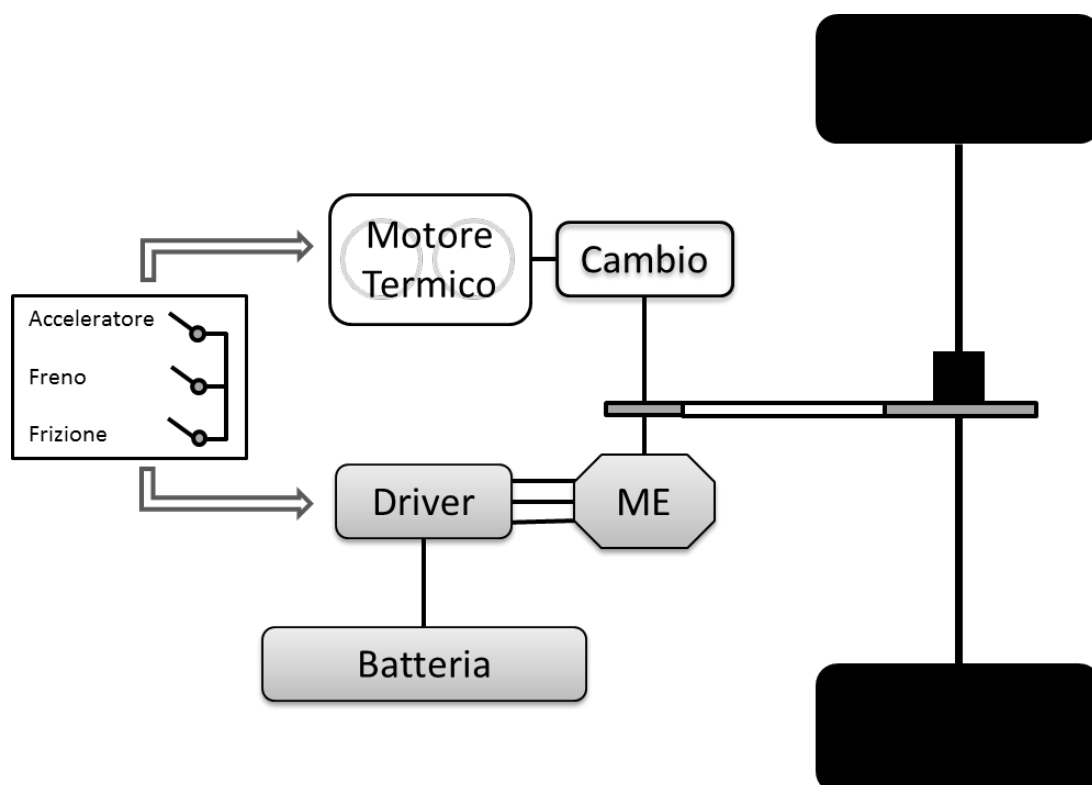 Motore
Termico
Cambio
Acceleratore
Freno
Frizione
Driver
ME
Batteria